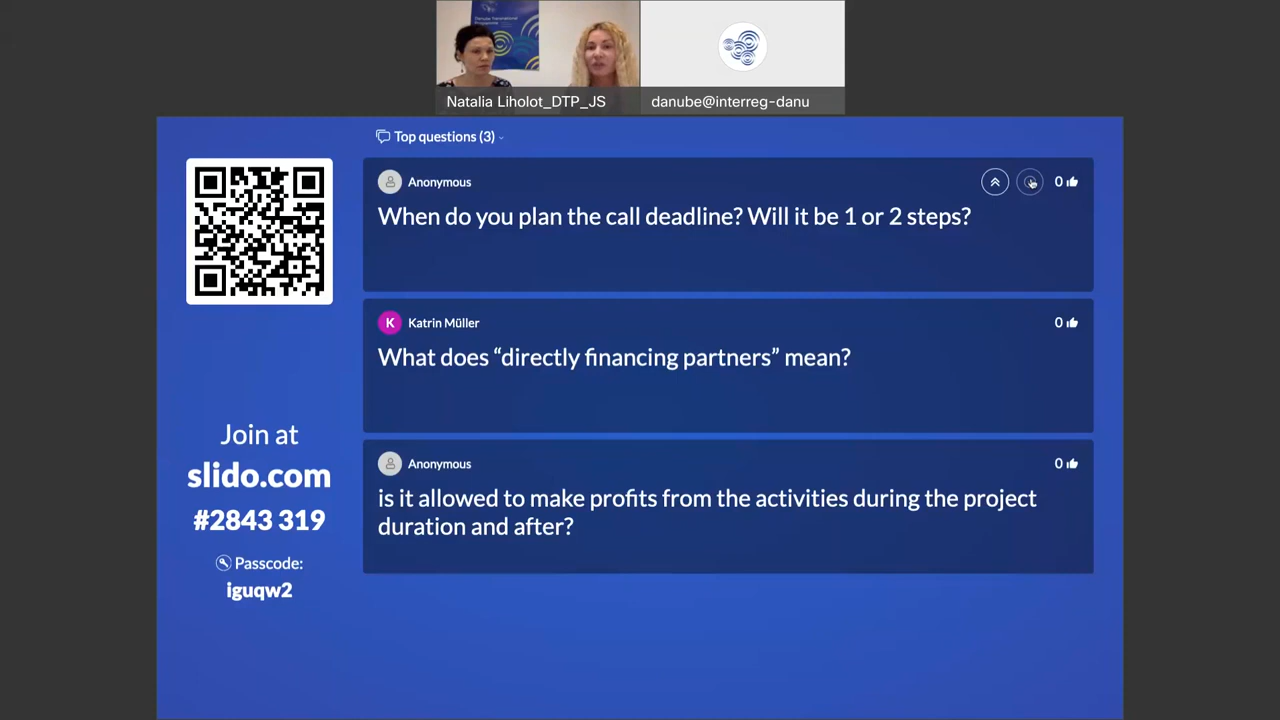 Danube Transnational
Programme
Natalia Liholot_DTP_JS
danube@interreg-danu
Top questions (3)
Anonymous
0
When do you plan the call deadline? Will it be 1 or 2 steps?
K
Katrin Müller
0
What does “directly financing partners” mean?
Anonymous
0
is it allowed to make profits from the activities during the project
duration and after?
Join at
slido.com
#2843 319
Passcode:
iguqw2